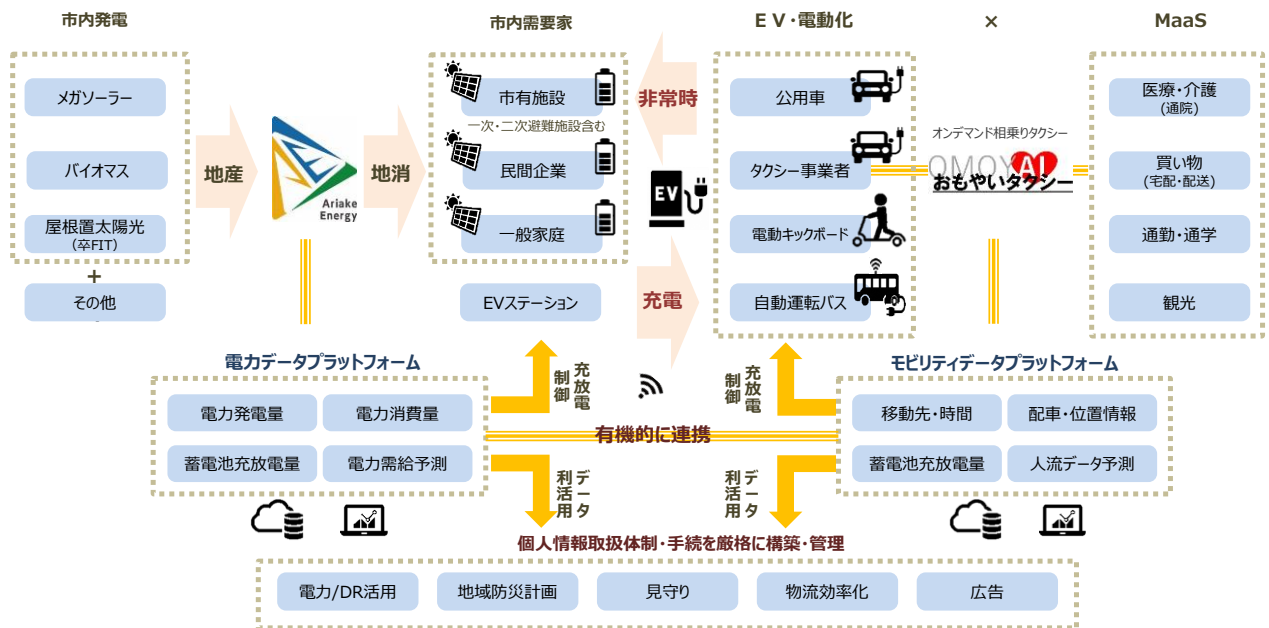 市内発電
市内需要家
ＥＶ・電動化
×
MaaS
メガソーラー
バイオマス
屋根置太陽光
(卒FIT)
+
その他
地産
Ariake
Energy
地消
市有施設
一次・二次避難施設含む
民間企業
一般家庭
EVステーション
非常時
EV
充電
公用車
タクシー事業者
電動キックボード
自動運転バス
オンデマンド相乗りタクシー
OMOYAI
おもやいタクシー
医療・介護
(通院)
買い物
(宅配・配送)
通勤・通学
観光
電力データプラットフォーム
電力発電量
電力消費量
蓄電池充放電量
電力需給予測
充放電
制御
充放電
制御
有機的に連携
データ
利活用
データ
利活用
モビリティデータプラットフォーム
移動先・時間
配車・位置情報
蓄電池充放電量
人流データ予測
個人情報取扱体制・手続を厳格に構築・管理
電力/DR活用
地域防災計画
見守り
物流効率化
広告